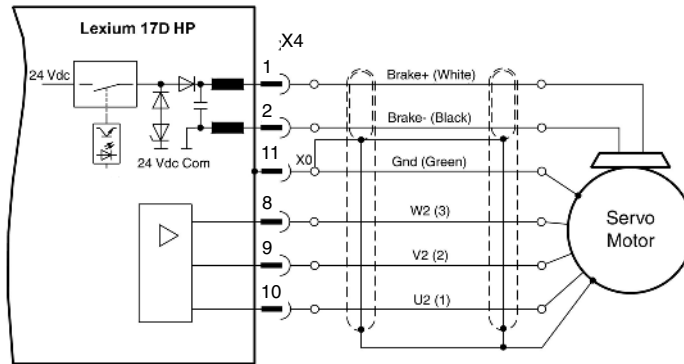 Lexium 17D HP
X4
24 Vdc
1
Brake+ (White)
2
Brake- (Black)
24 Vdc Com
11
X0
Gnd (Green)
8
W2 (3)
9
V2 (2)
10
U2 (1)
Servo
Motor